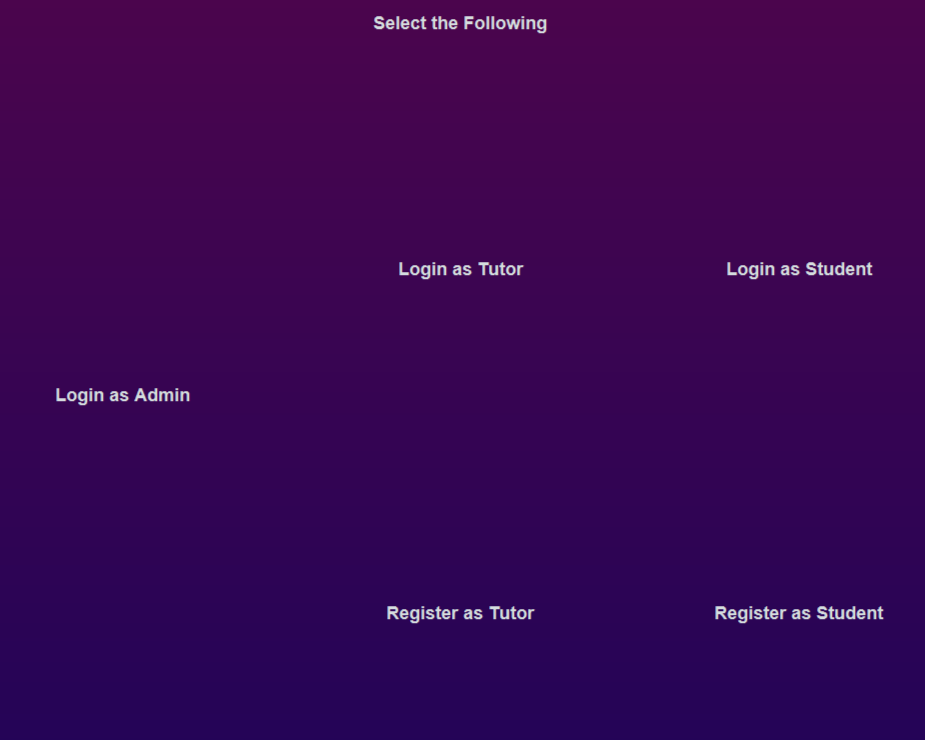 Select the Following
Login as Tutor
Login as Student
Login as Admin
Register as Tutor
Register as Student